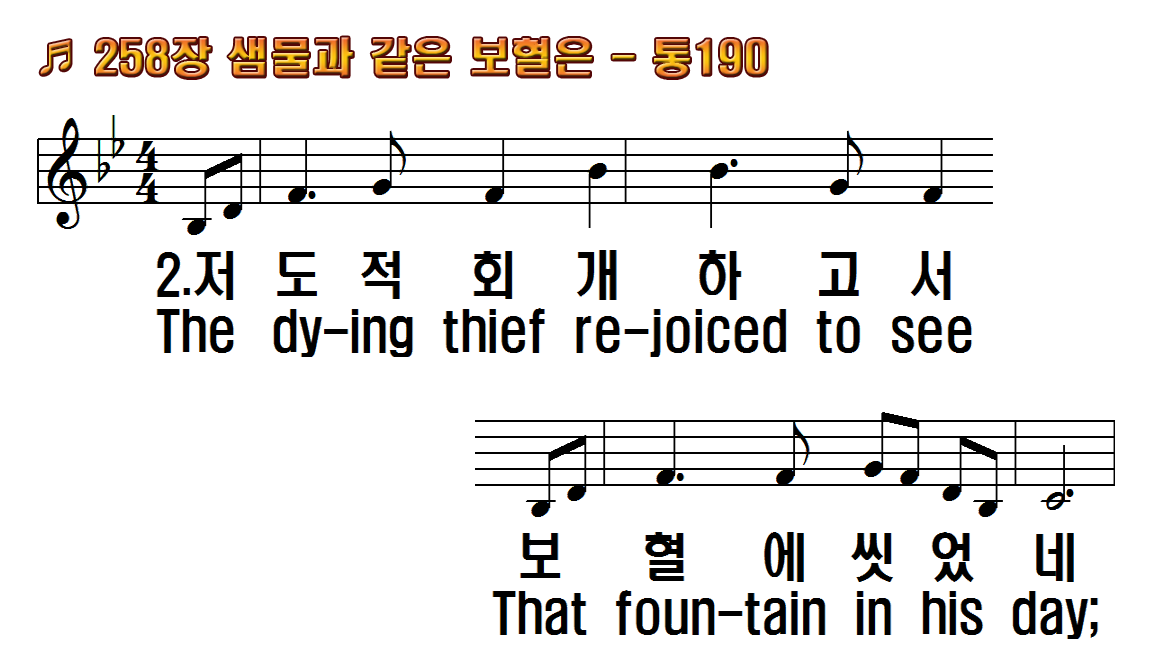 ♬ 258장 샘물과 같은 보혈은 - 통190
4
4
2.저 도 적 회 개 하 고 서
The dy-ing thief re-joiced to see
보 혈 에 씻 었 네
That foun-tain in his day;